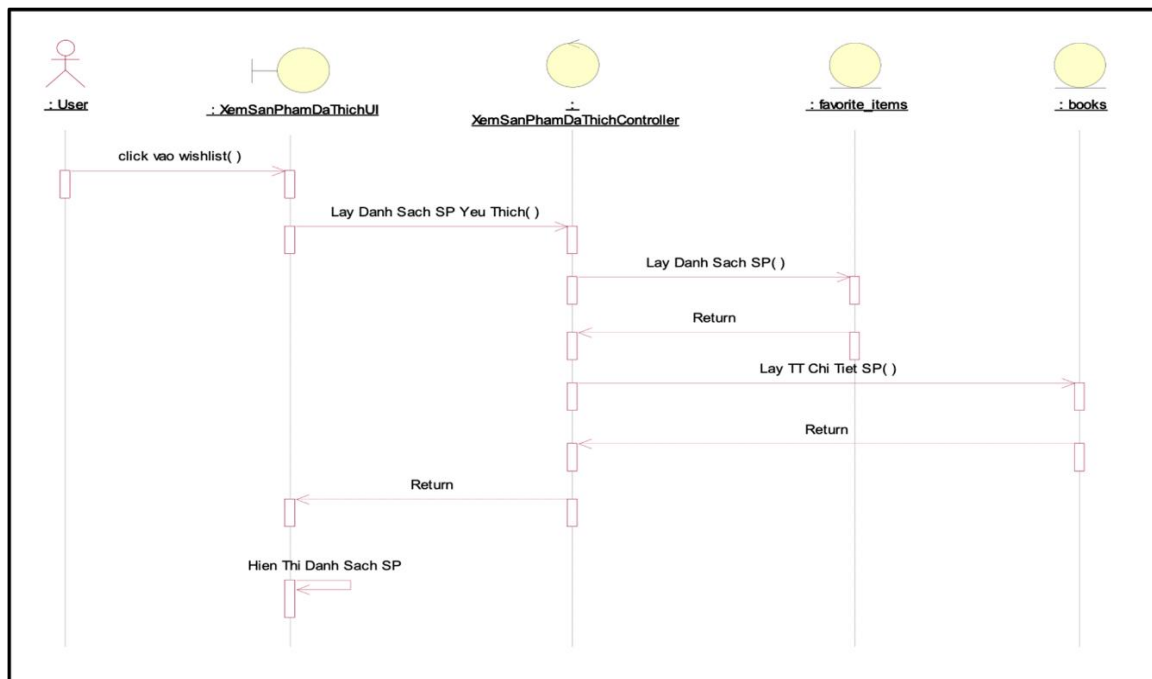 : User
: XemSanPhamDaThichUI
:
XemSanPhamDaThichController
: favorite_items
: books
click vao wishlist( )
Lay Danh Sach SP Yeu Thich( )
Lay Danh Sach SP( )
Return
Lay TT Chi Tiet SP( )
Return
Return
Hien Thi Danh Sach SP